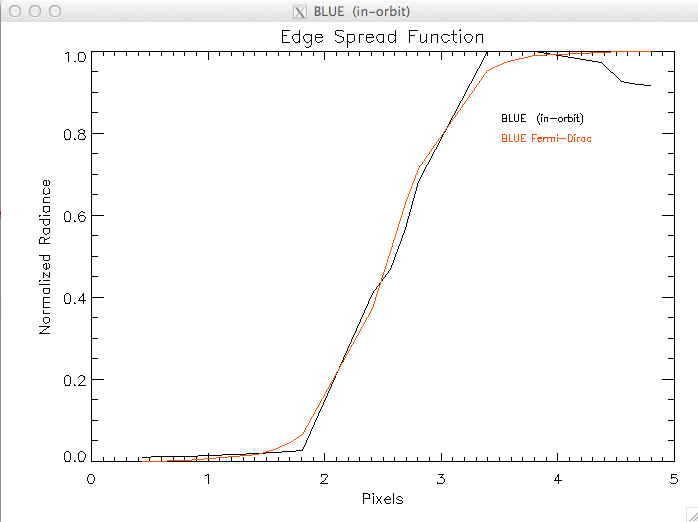 BLUE (in-orbit)
Edge Spread Function
Normalized Radiance
1.0
0.8
0.6
0.4
0.2
0.0
BLUE (in-orbit)
BLUE Fermi-Dirac
0 1 2 3 4 5
Pixels